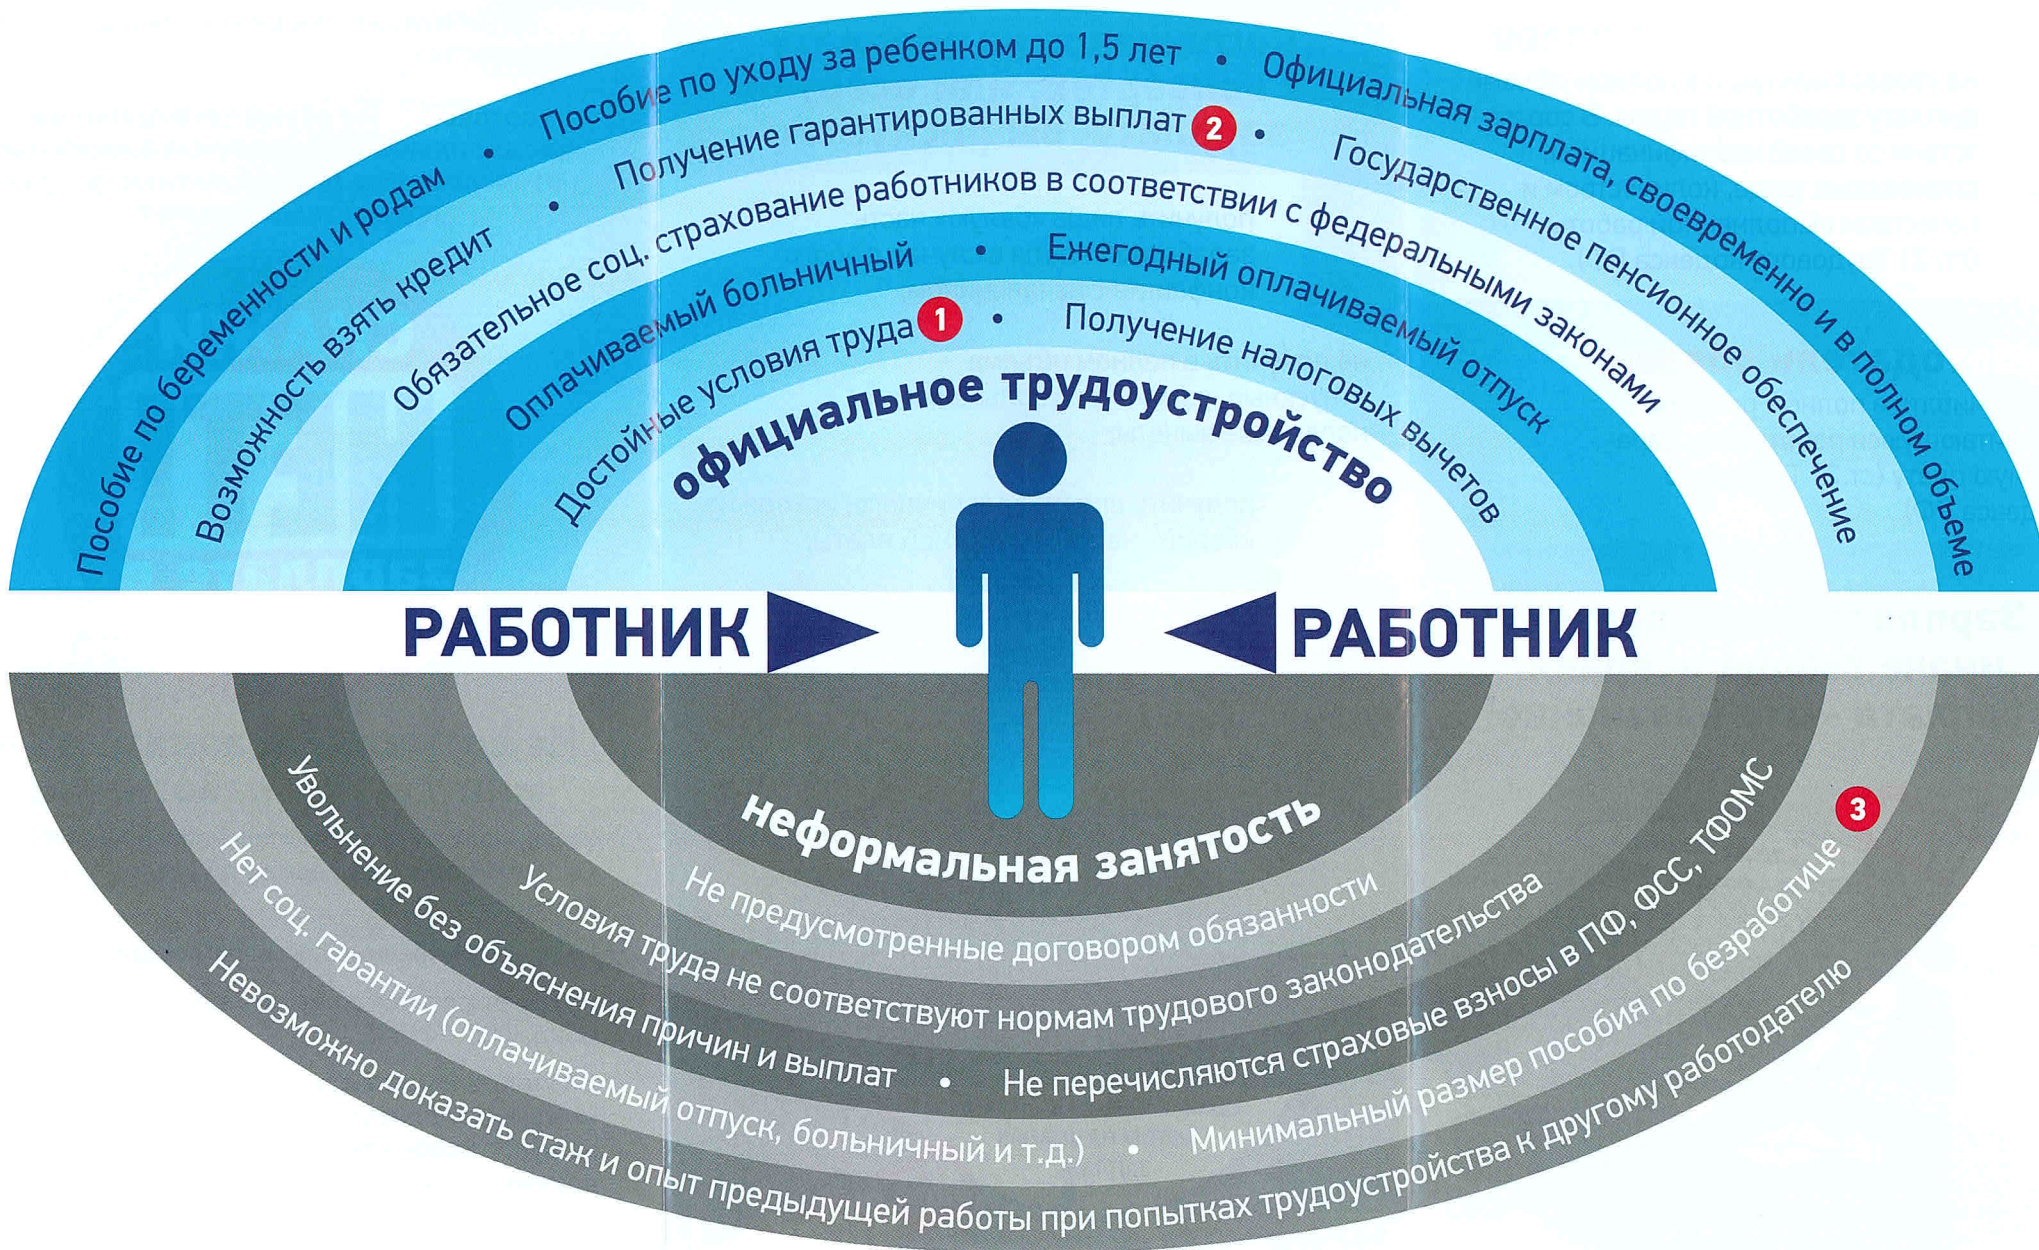 Пособие по беременности и родам • Пособие по уходу за ребенком до 1,5 лет • Официальная зарплата, своевременно и в полном объеме
Возможность взять кредит • Получение гарантированных выплат 2 • Государственное пенсионное обеспечение
Обязательное соц. страхование работников в соответствии с федеральными законами
Оплачиваемый больничный • Ежегодный оплачиваемый отпуск
Достойные условия труда 1 • Получение налоговых вычетов
официальное трудоустройство
РАБОТНИК РАБОТНИК
неформальная занятость
Не предусмотренные договором обязанности
Условия труда не соответствуют нормам трудового законодательства
Увольнение без объяснения причин и выплат • Не перечисляются страховые взносы в ПФ, ФСС, ТФОМС
Нет соц. гарантии (оплачиваемый отпуск, больничный и т.д.) • Минимальный размер пособия по безработице 3
Невозможно доказать стаж и опыт предыдущей работы при попытках трудоустройства к другому работодателю